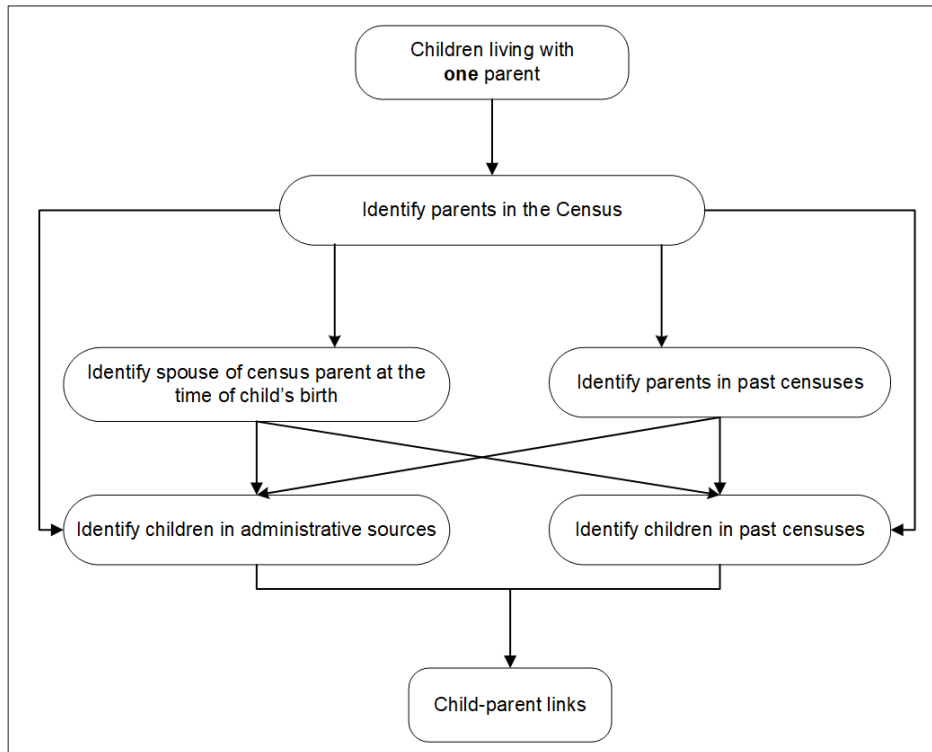 Children living with
one parent
Identify parents in the Census
Identify spouse of census parent at the
time of child's birth
Identify parents in past censuses
Identify children in administrative sources
Identify children in past censuses
Child-parent links